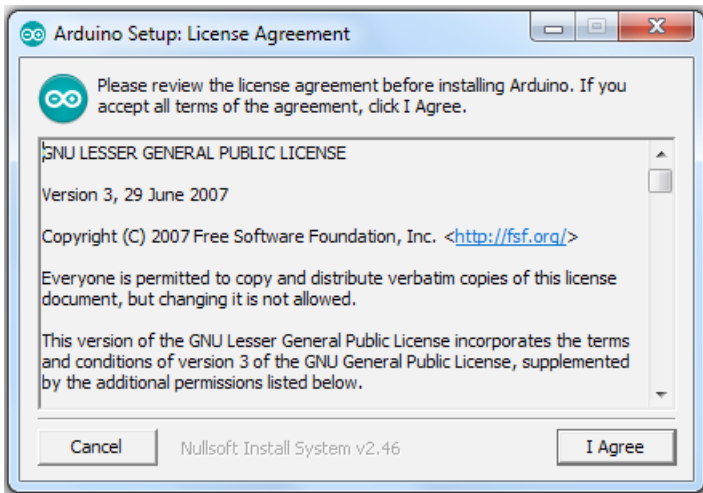 Arduino Setup: License Agreement
Please review the license agreement before installing Arduino. If you
accept all terms of the agreement, click I Agree.
GNU LESSER GENERAL PUBLIC LICENSE
Version 3, 29 June 2007
Copyright (C) 2007 Free Software Foundation, Inc. <http://fsf.org/>
Everyone is permitted to copy and distribute verbatim copies of this license
document, but changing it is not allowed.
This version of the GNU Lesser General Public License incorporates the terms
and conditions of version 3 of the GNU General Public License, supplemented
by the additional permissions listed below.
Cancel
Nullsoft Install System v2.46
I Agree